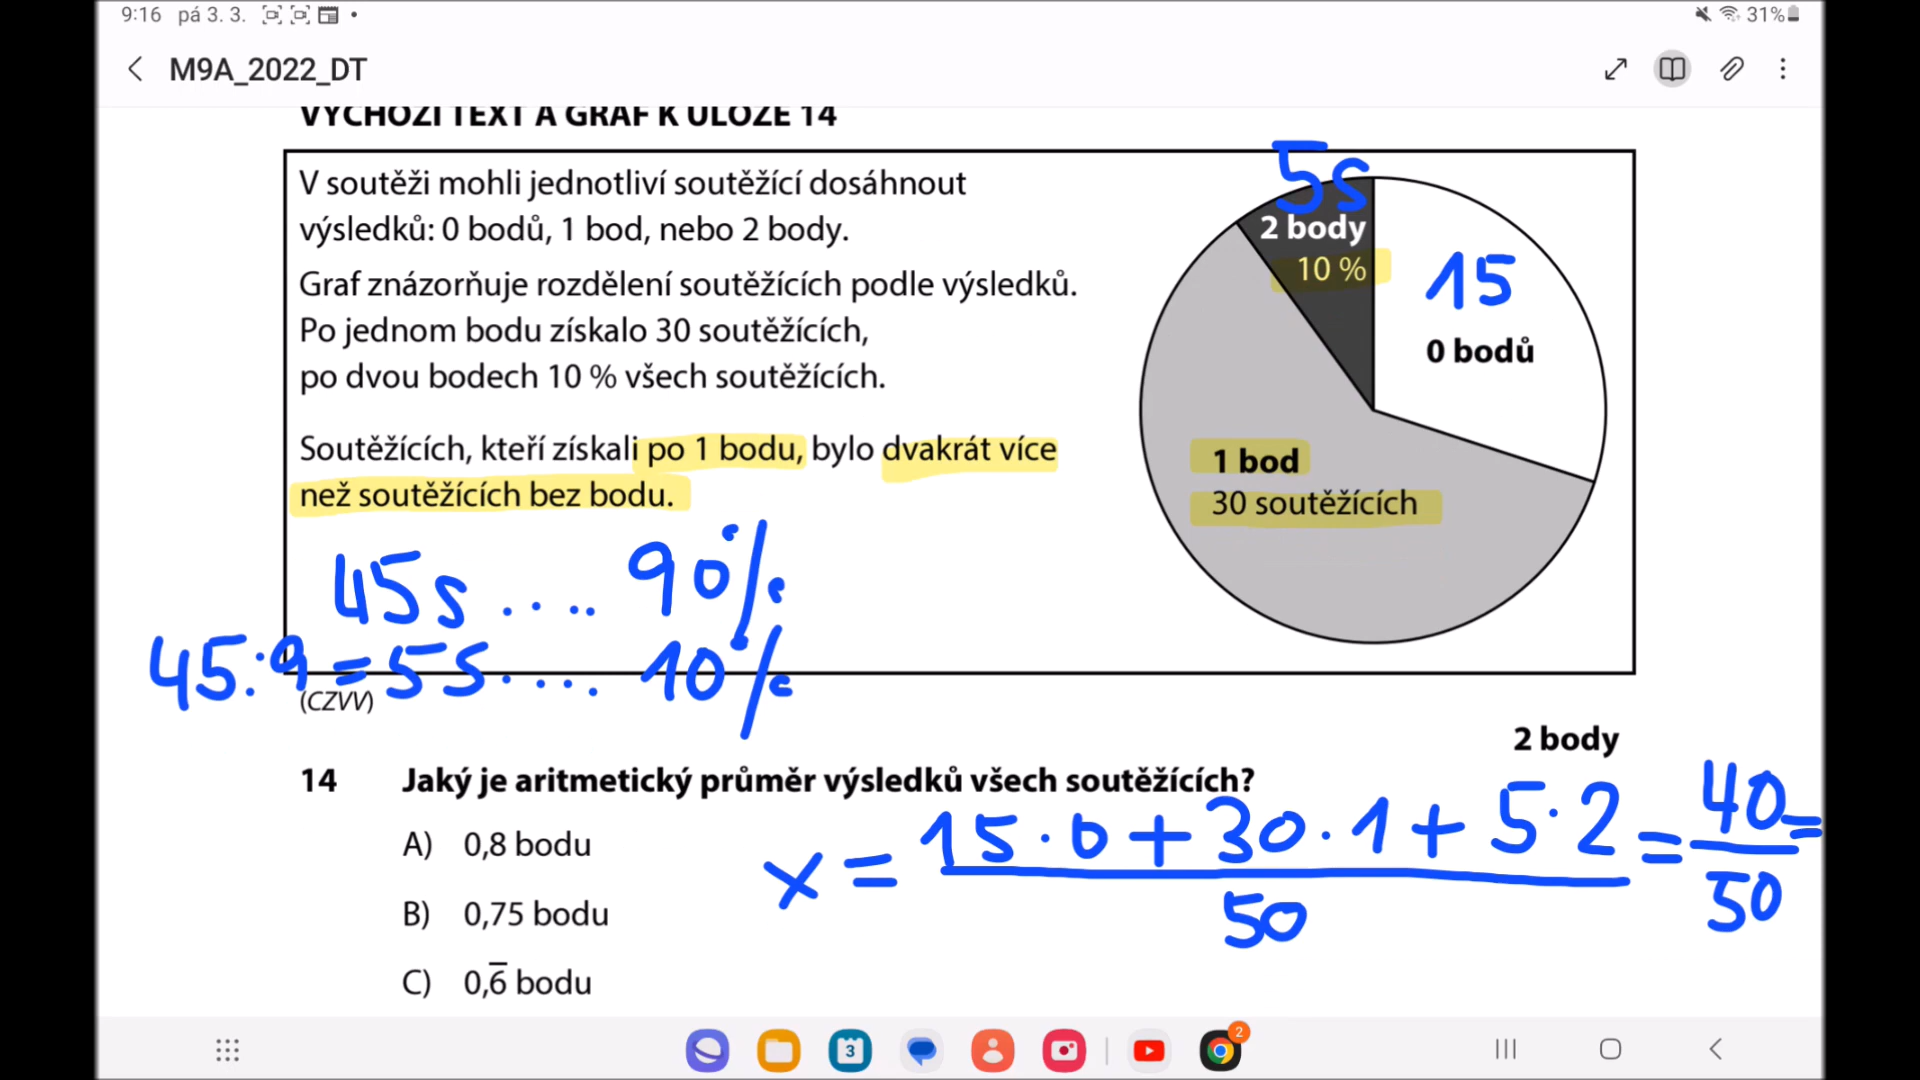 9:16 pá 3. 3. 31%
M9A_2022_DT
VÝCHOZÍ TEXT A GRAF K ÚLOZE 14
V soutěži mohli jednotliví soutěžící dosáhnout
výsledků: 0 bodů, 1 bod, nebo 2 body.
Graf znázorňuje rozdělení soutěžících podle výsledků.
Po jednom bodu získalo 30 soutěžících,
po dvou bodech 10 % všech soutěžících.
Soutěžících, kteří získali po 1 bodu, bylo dvakrát více
než soutěžících bez bodu.
5s
2 body
10 %
15
0 bodů
1 bod
30 soutěžících
45s .... 90%
45:9=5s.... 10%
(CZVV)
2 body
14 Jaký je aritmetický průměr výsledků všech soutěžících?
A) 0,8 bodu
B) 0,75 bodu
C) 0,6̅ bodu
x = 15·0+30·1+5·2 = 40 =
50 50
3
2